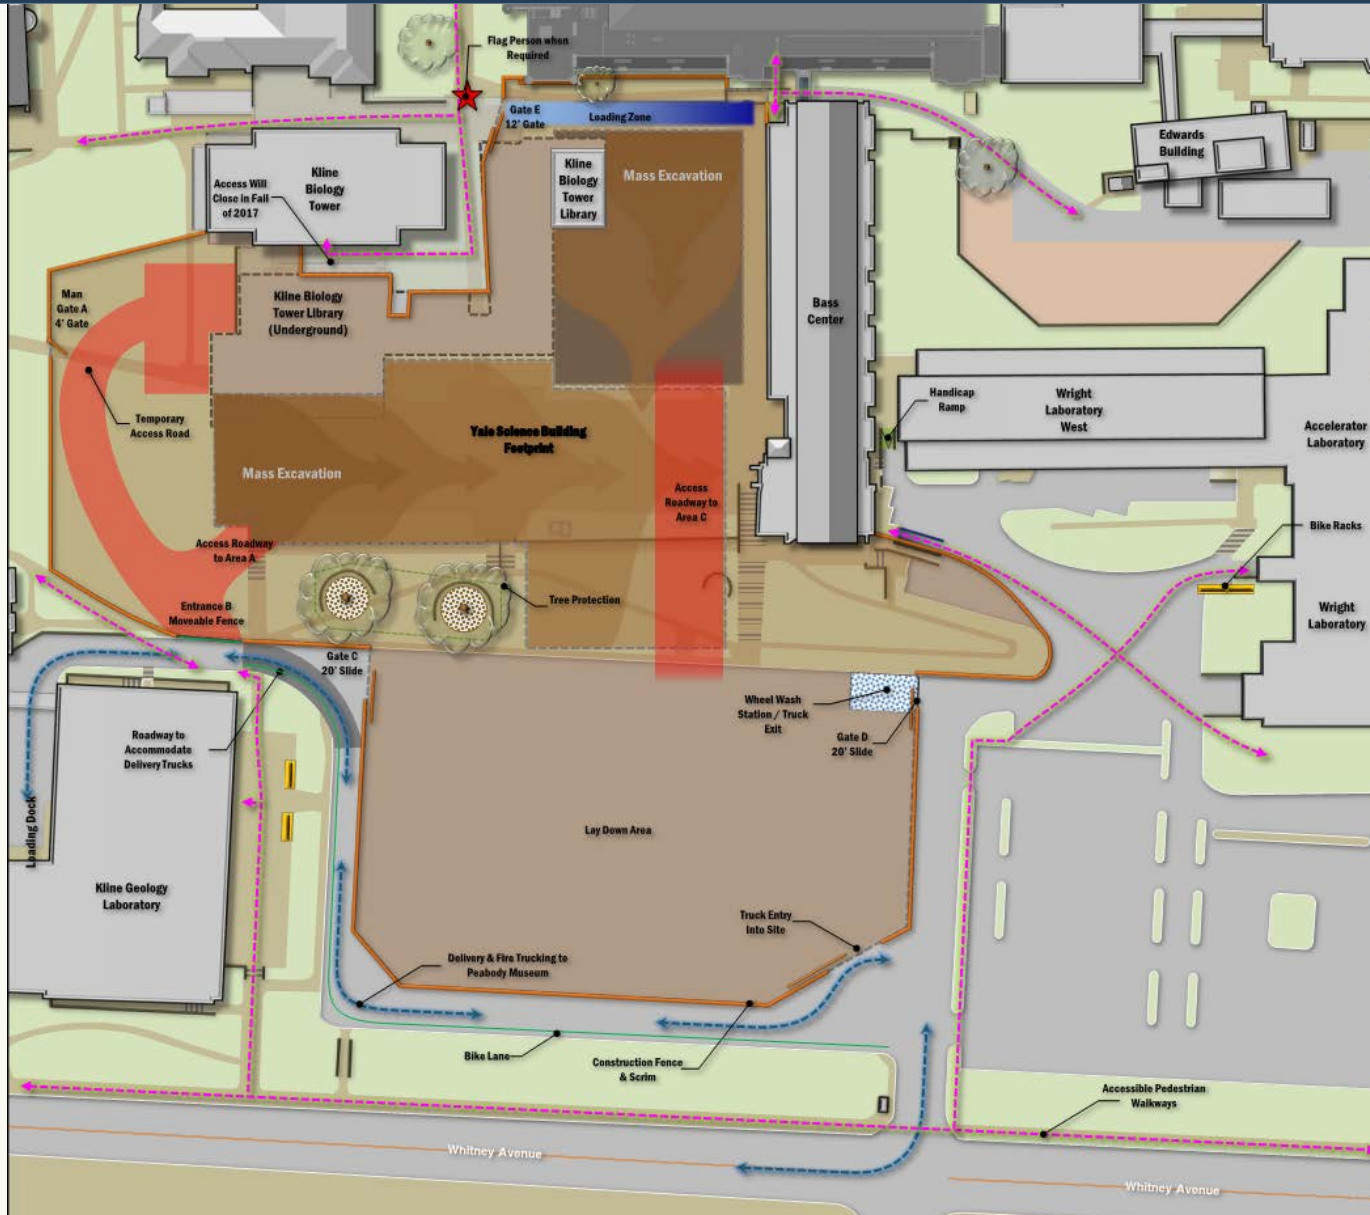 Flag Person when
Required
Gate E
12' Gate
Loading Zone
Edwards
Building
Kline
Biology
Tower
Access Will
Close in Fall
of 2017
Kline
Biology
Tower
Library
Mass Excavation
Man
Gate A
4' Gate
Kline Biology
Tower Library
(Underground)
Bass
Center
Handicap
Ramp
Wright
Laboratory
West
Accelerator
Laboratory
Temporary
Access Road
Yale Science Building
Footprint
Mass Excavation
Access
Roadway to
Area C
Bike Racks
Access Roadway
to Area A
Entrance B
Moveable Fence
Tree Protection
Wright
Laboratory
Gate C
20' Slide
Wheel Wash
Station / Truck
Exit
Gate D
20' Slide
Roadway to
Accommodate
Delivery Trucks
Loading Dock
Lay Down Area
Kline Geology
Laboratory
Truck Entry
Into Site
Delivery & Fire Trucking to
Peabody Museum
Bike Lane
Construction Fence
& Scrim
Accessible Pedestrian
Walkways
Whitney Avenue
Whitney Avenue